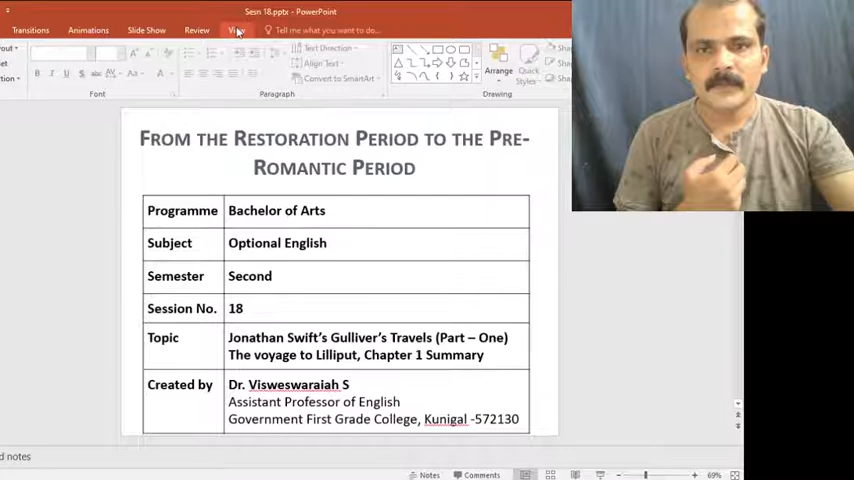 Sesn 18.pptx - PowerPoint
Transitions Animations Slide Show Review View Tell me what you want to do...
Text Direction
Align Text
Convert to SmartArt
Arrange Quick Styles
Font Paragraph Drawing
FROM THE RESTORATION PERIOD TO THE PRE-
ROMANTIC PERIOD
Programme Bachelor of Arts
Subject Optional English
Semester Second
Session No. 18
Topic Jonathan Swift's Gulliver's Travels (Part – One)
The voyage to Lilliput, Chapter 1 Summary
Created by Dr. Visweswaraiah S
Assistant Professor of English
Government First Grade College, Kunigal -572130
d notes
Notes Comments 69%